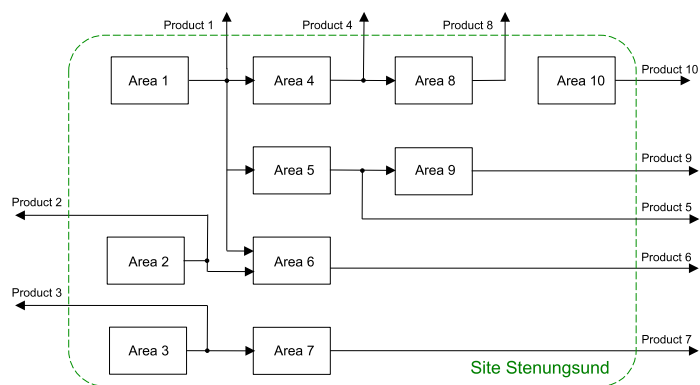 Product 1
Product 4
Product 8
Area 1
Area 4
Area 8
Area 10
Product 10
Area 5
Area 9
Product 9
Product 2
Product 5
Area 2
Area 6
Product 6
Product 3
Area 3
Area 7
Product 7
Site Stenungsund